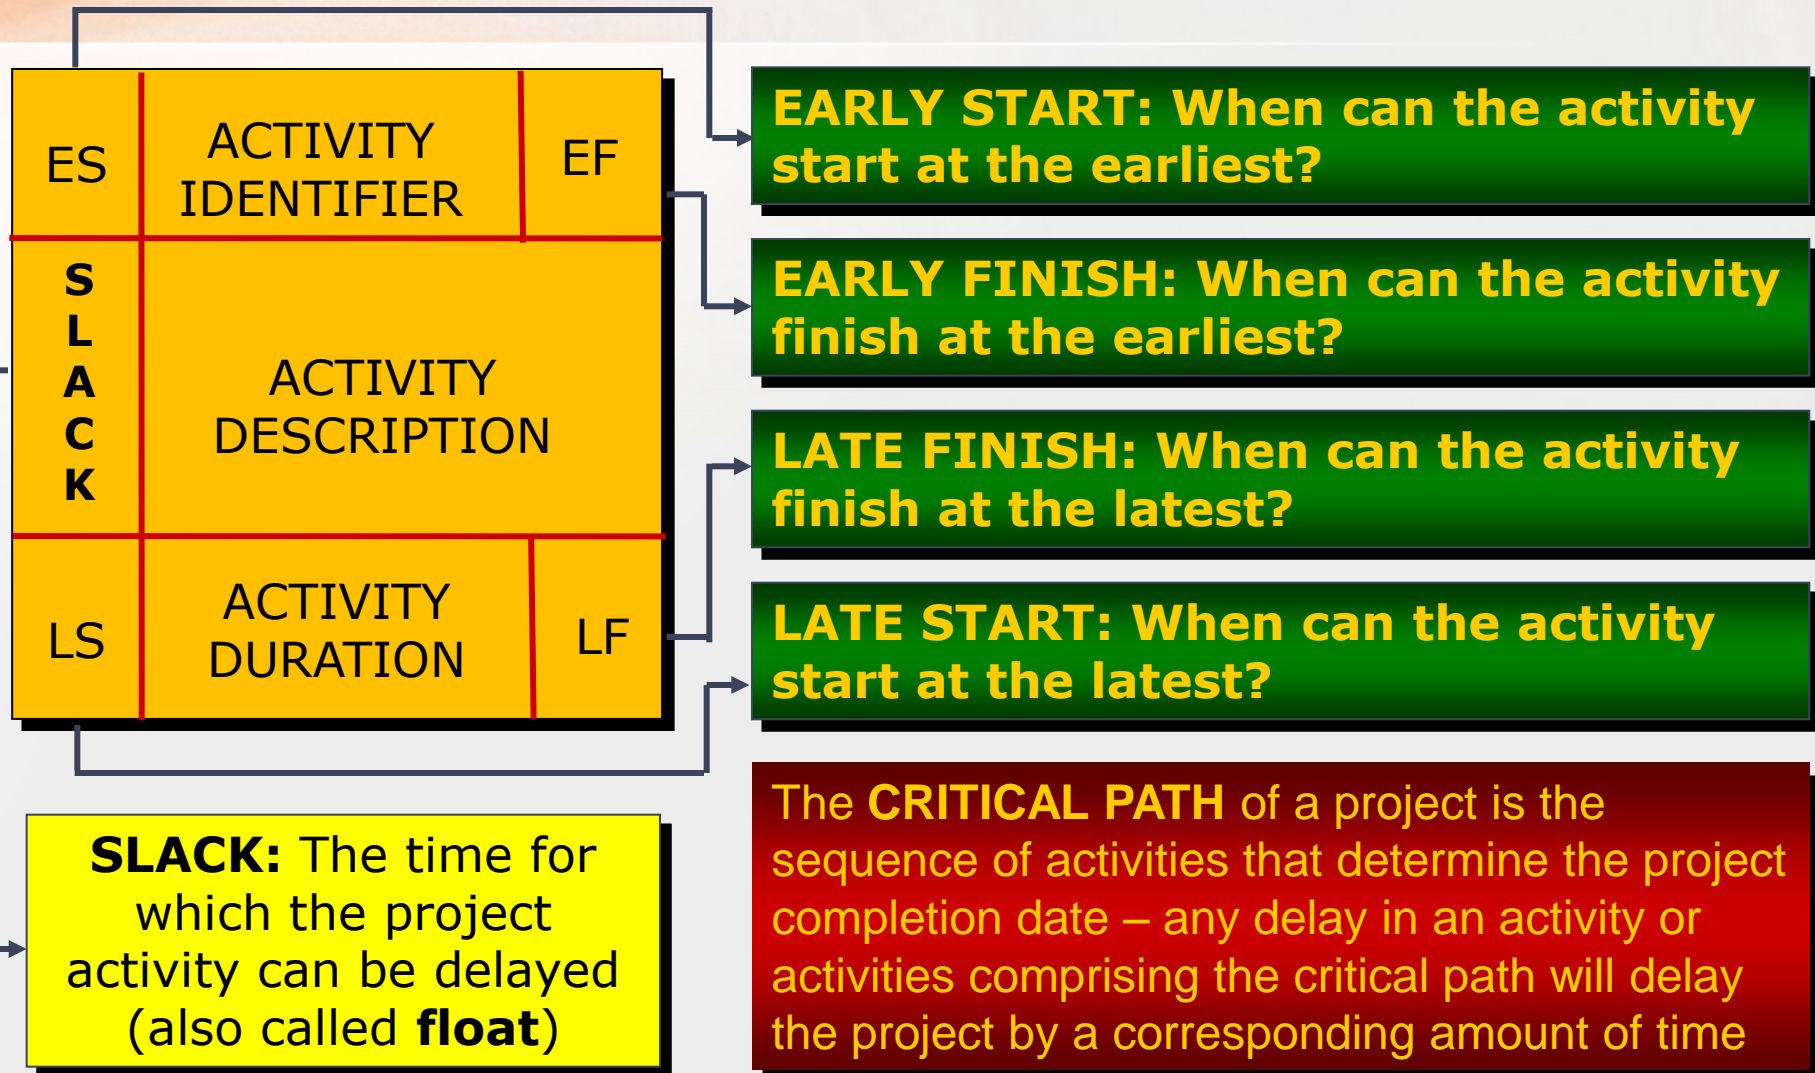 ES
ACTIVITY
IDENTIFIER
EF
S
L
A
C
K
ACTIVITY
DESCRIPTION
LS
ACTIVITY
DURATION
LF
EARLY START: When can the activity
start at the earliest?
EARLY FINISH: When can the activity
finish at the earliest?
LATE FINISH: When can the activity
finish at the latest?
LATE START: When can the activity
start at the latest?
SLACK: The time for
which the project
activity can be delayed
(also called float)
The CRITICAL PATH of a project is the
sequence of activities that determine the project
completion date – any delay in an activity or
activities comprising the critical path will delay
the project by a corresponding amount of time